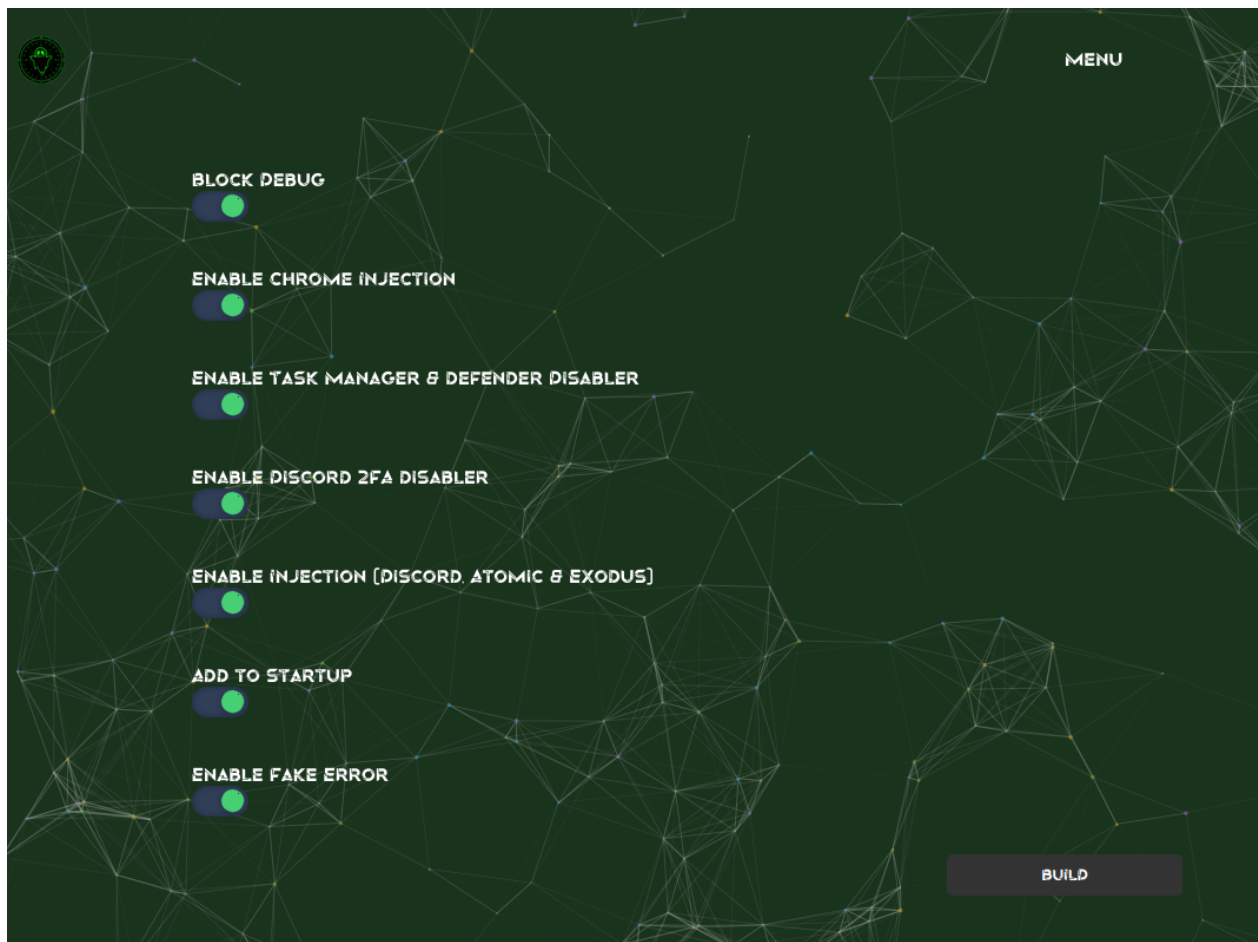 MENU
BLOCK DEBUG
ENABLE CHROME INJECTION
ENABLE TASK MANAGER & DEFENDER DISABLER
ENABLE DISCORD 2FA DISABLER
ENABLE INJECTION (DISCORD, ATOMIC & EXODUS)
ADD TO STARTUP
ENABLE FAKE ERROR
BUILD